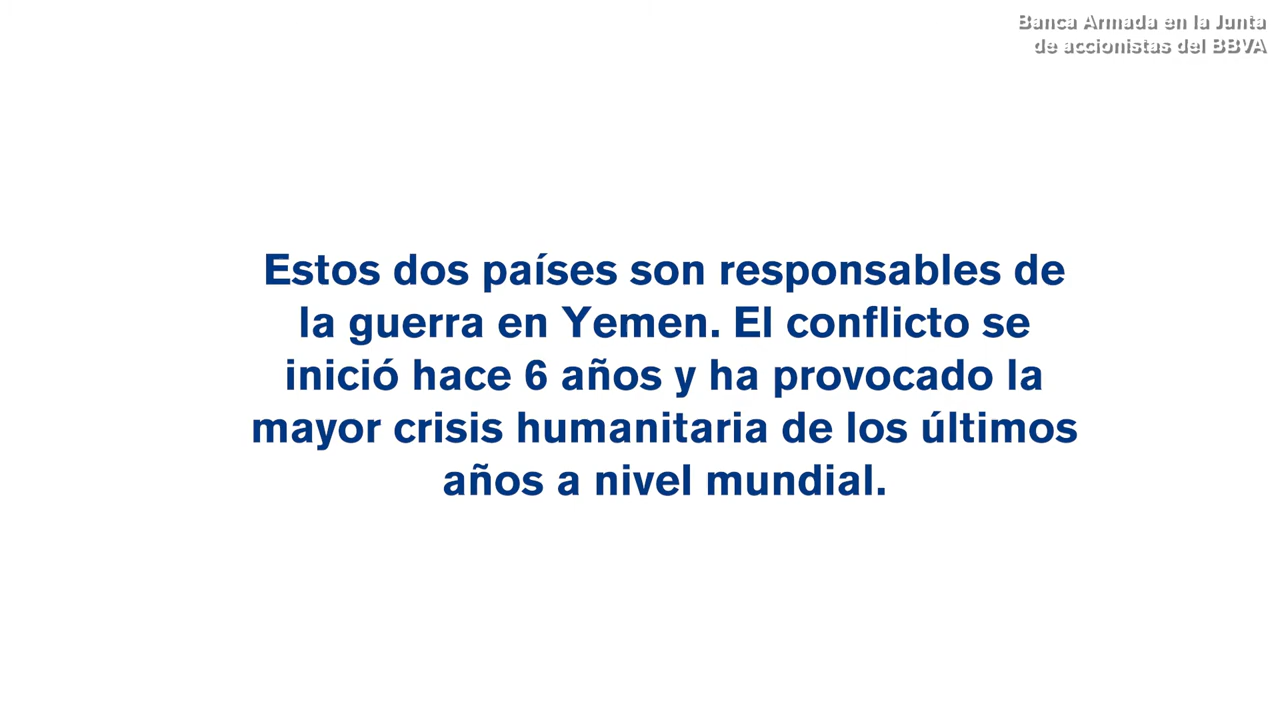 Banca Armada en la Junta
de accionistas del BBVA
Estos dos países son responsables de
la guerra en Yemen. El conflicto se
inició hace 6 años y ha provocado la
mayor crisis humanitaria de los últimos
años a nivel mundial.